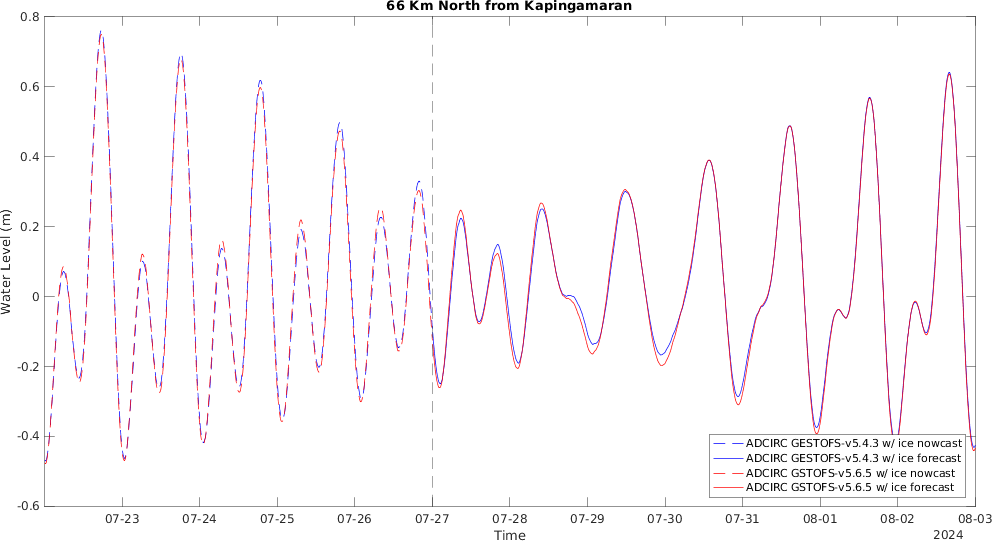 66 Km North from Kapingamaran
Water Level (m)
0.8
0.6
0.4
0.2
0
-0.2
-0.4
-0.6
07-23 07-24 07-25 07-26 07-27 07-28 07-29 07-30 07-31 08-01 08-02 08-03
Time
2024
ADCIRC GESTOFS-v5.4.3 w/ ice nowcast
ADCIRC GESTOFS-v5.4.3 w/ ice forecast
ADCIRC GSTOFS-v5.6.5 w/ ice nowcast
ADCIRC GSTOFS-v5.6.5 w/ ice forecast